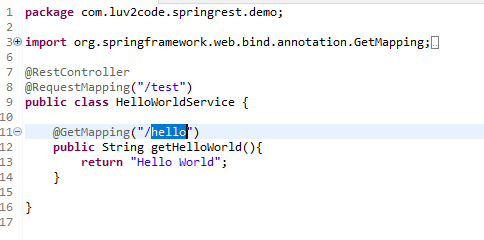 1 package com.luv2code.springrest.demo;
2
3 import org.springframework.web.bind.annotation.GetMapping;
6
7 @RestController
8 @RequestMapping("/test")
9 public class HelloWorldService {
10
11 @GetMapping("/hello")
12 public String getHelloWorld(){
13 return "Hello World";
14 }
15
16 }
17